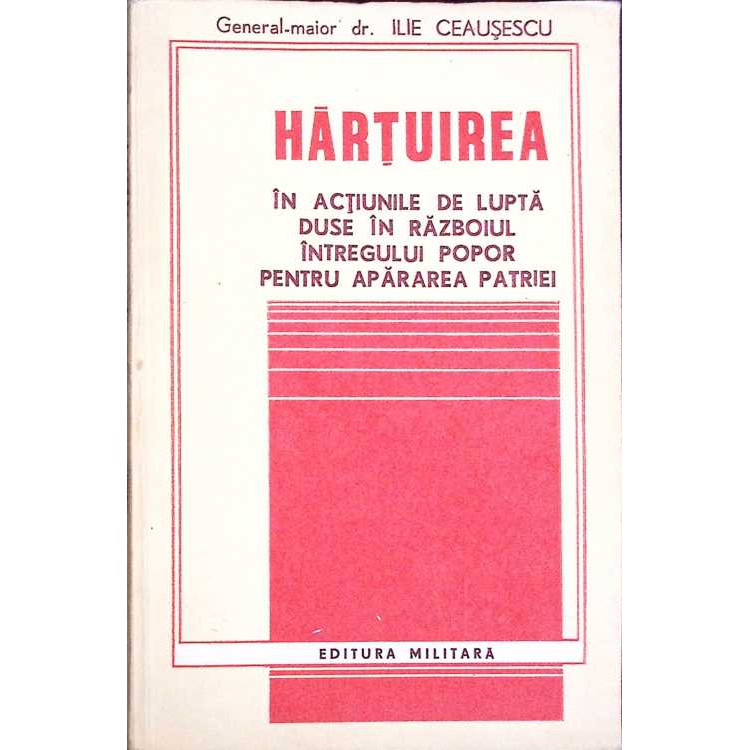 General-maior dr. ILIE CEAUŞESCU
HĂRŢUIREA
ÎN ACŢIUNILE DE LUPTĂ
DUSE ÎN RĂZBOIUL
ÎNTREGULUI POPOR
PENTRU APĂRAREA PATRIEI
EDITURA MILITARĂ